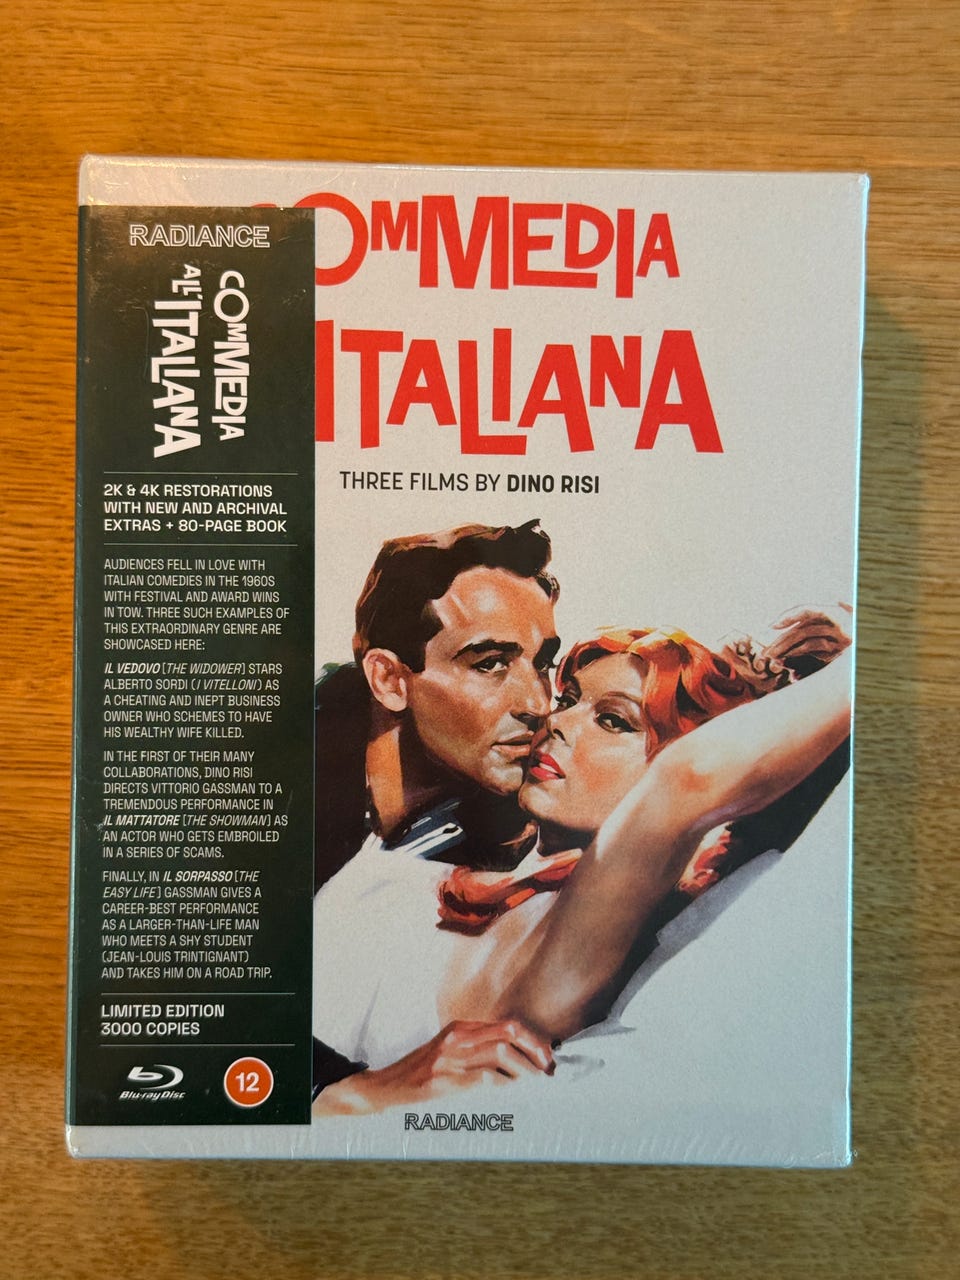 RADIANCE
COMMEDIA
ALL'ITALIANA
2K & 4K RESTORATIONS
WITH NEW AND ARCHIVAL
EXTRAS + 80-PAGE BOOK
AUDIENCES FELL IN LOVE WITH
ITALIAN COMEDIES IN THE 1960S
WITH FESTIVAL AND AWARD WINS
IN TOW. THREE SUCH EXAMPLES OF
THIS EXTRAORDINARY GENRE ARE
SHOWCASED HERE:
IL VEDOVO [THE WIDOWER] STARS
ALBERTO SORDI (I VITELLONI) AS
A CHEATING AND INEPT BUSINESS
OWNER WHO SCHEMES TO HAVE
HIS WEALTHY WIFE KILLED.
IN THE FIRST OF THEIR MANY
COLLABORATIONS, DINO RISI
DIRECTS VITTORIO GASSMAN TO A
TREMENDOUS PERFORMANCE IN
IL MATTATORE [THE SHOWMAN] AS
AN ACTOR WHO GETS EMBROILED
IN A SERIES OF SCAMS.
FINALLY, IN IL SORPASSO [THE
EASY LIFE] GASSMAN GIVES A
CAREER-BEST PERFORMANCE
AS A LARGER-THAN-LIFE MAN
WHO MEETS A SHY STUDENT
(JEAN-LOUIS TRINTIGNANT)
AND TAKES HIM ON A ROAD TRIP.
LIMITED EDITION
3000 COPIES
Blu-ray Disc
12
COMMEDIA
ITALIANA
THREE FILMS BY DINO RISI
RADIANCE